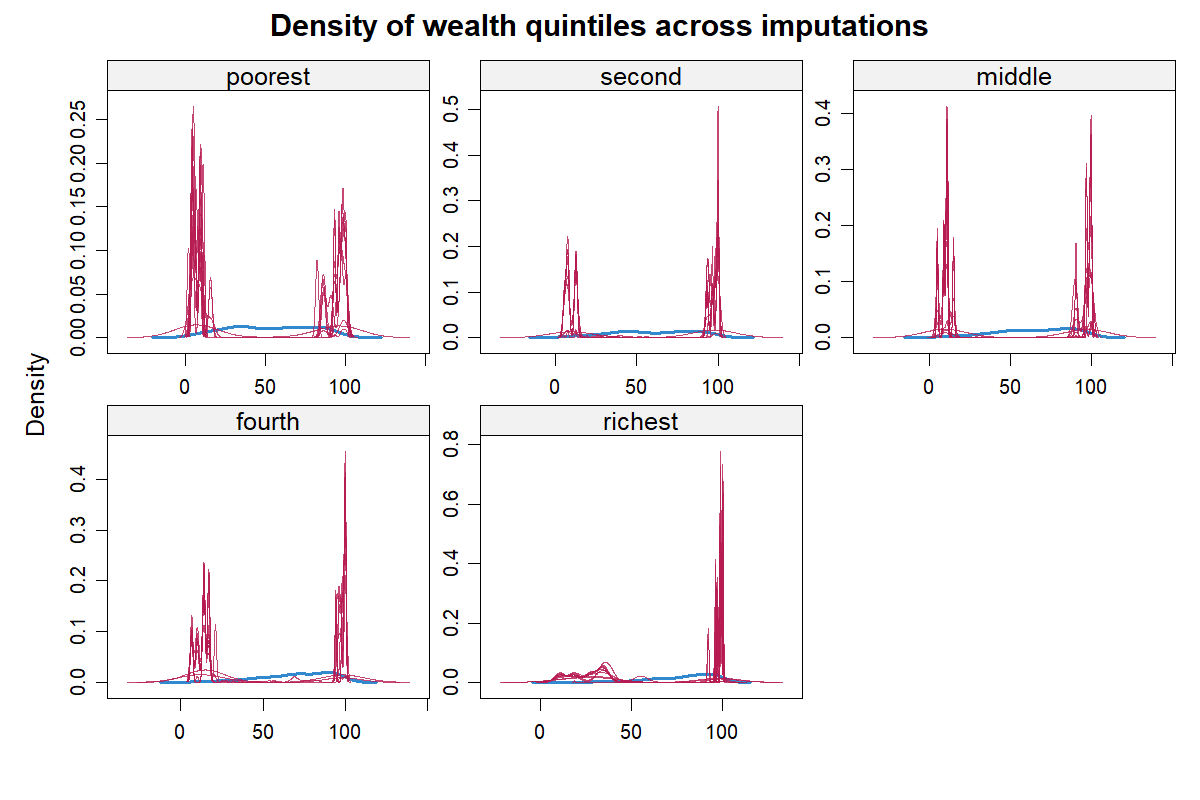 Density of wealth quintiles across imputations
poorest
second
middle
0.00 0.05 0.10 0.15 0.20 0.25
0.0 0.1 0.2 0.3 0.4 0.5
0.0 0.1 0.2 0.3 0.4
0 50 100
0 50 100
0 50 100
Density
fourth
richest
0.0 0.1 0.2 0.3 0.4
0.0 0.2 0.4 0.6 0.8
0 50 100
0 50 100